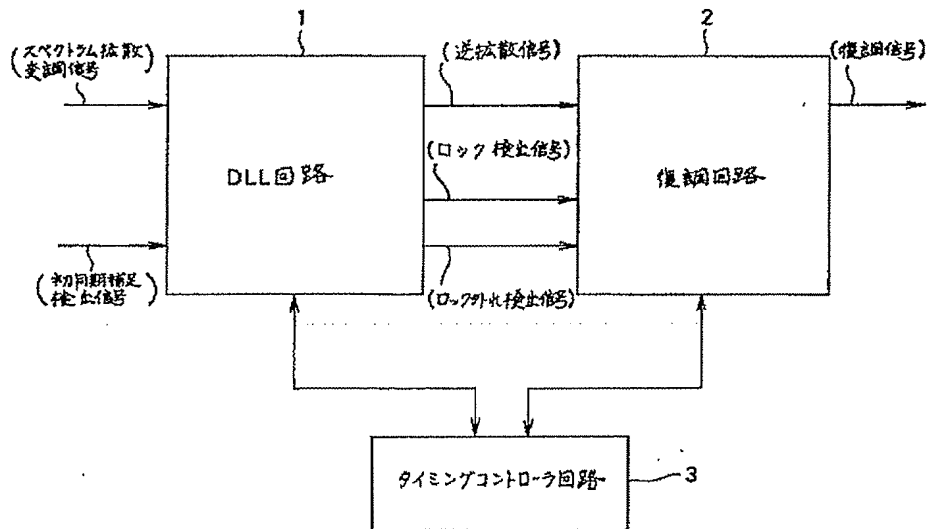 1
2
(スペクトラム拡散
変調信号)
(逆拡散信号)
(復調信号)
(ロック検出信号)
DLL回路
復調回路
(初同期補足
検出信号)
(ロック外れ検出信号)
タイミングコントローラ回路
3